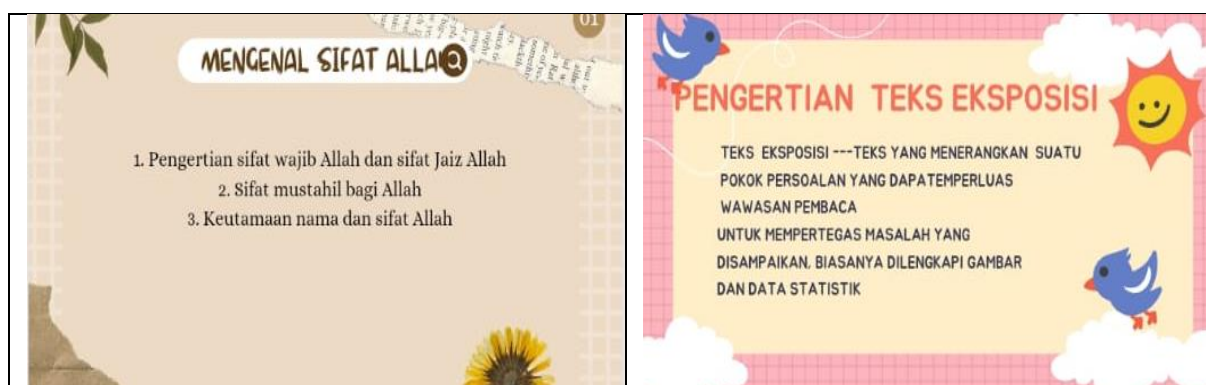 01
MENGENAL SIFAT ALLA
1. Pengertian sifat wajib Allah dan sifat Jaiz Allah
2. Sifat mustahil bagi Allah
3. Keutamaan nama dan sifat Allah
PENGERTIAN TEKS EKSPOSISI
TEKS EKSPOSISI ---TEKS YANG MENERANGKAN SUATU
POKOK PERSOALAN YANG DAPATEMPERLUAS
WAWASAN PEMBACA
UNTUK MEMPERTEGAS MASALAH YANG
DISAMPAIKAN, BIASANYA DILENGKAPI GAMBAR
DAN DATA STATISTIK